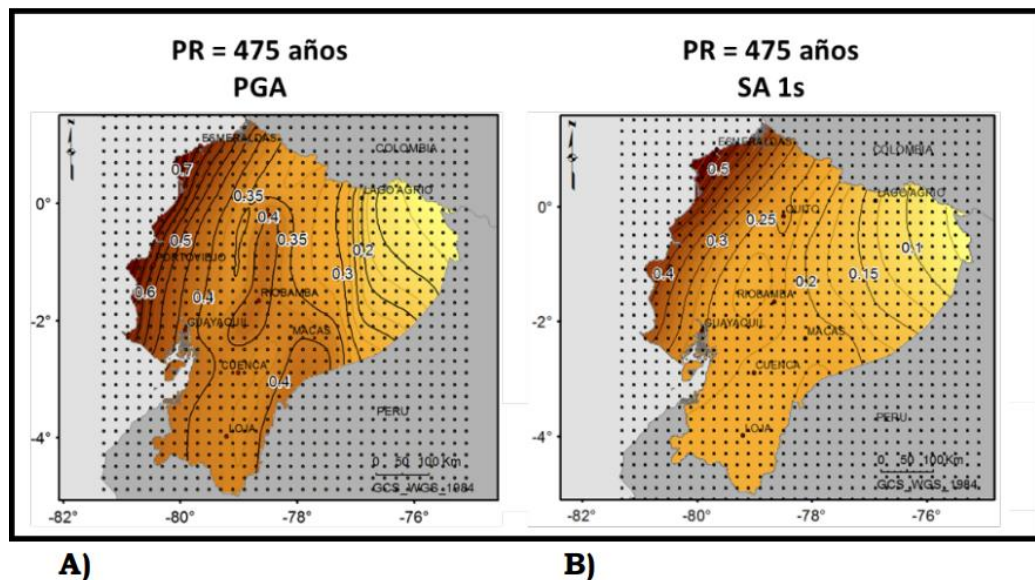 PR = 475 años
PGA
N
ESMERALDAS
COLOMBIA
0.7
LAGO AGRIO
0.35
0°
0.4
0.5
0.35
0.2
PORTOVIEJO
0.3
0.6
0.4
RIOBAMBA
-2°
GUAYAQUIL
MACAS
CUENCA
0.4
PERU
-4°
LOJA
0 50 100 Km
GCS_WGS_1984
-82 -80 -78 -76
A)
PR = 475 años
SA 1s
N
ESMERALDAS
COLOMBIA
0.5
LAGO AGRIO
0°
0.25
QUITO
0.3
0.1
0.4
0.2
0.15
RIOBAMBA
-2°
GUAYAQUIL
MACAS
CUENCA
PERU
-4°
LOJA
0 50 100 Km
GCS_WGS_1984
-82 -80 -78 -76
B)